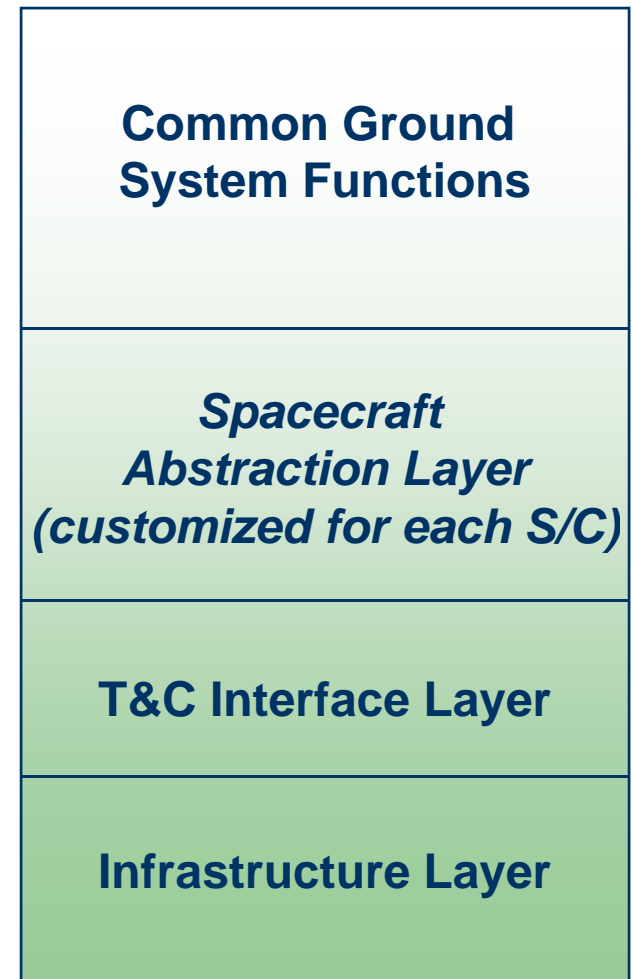 Common Ground
System Functions
Spacecraft
Abstraction Layer
(customized for each S/C)
T&C Interface Layer
Infrastructure Layer